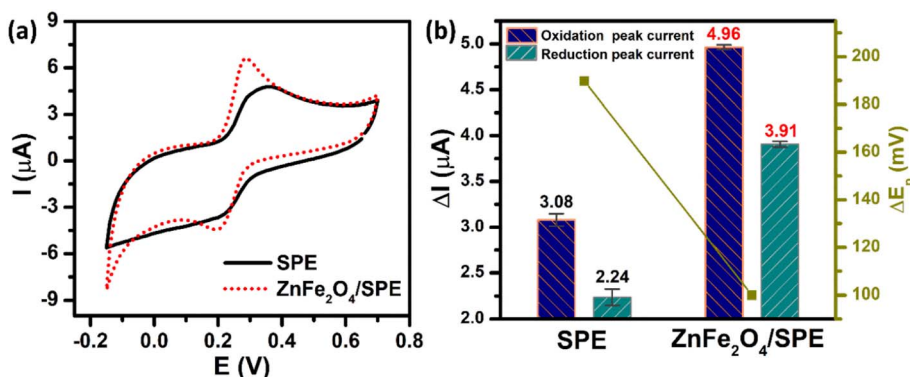 (a)
I (μA)
9
6
3
0
-3
-6
-9
SPE
ZnFe₂O₄/SPE
-0.2 0.0 0.2 0.4 0.6 0.8
E (V)
(b)
ΔI (μA)
5.0
4.5
4.0
3.5
3.0
2.5
2.0
Oxidation peak current
Reduction peak current
3.08
2.24
4.96
3.91
SPE ZnFe₂O₄/SPE
200
180
160
140
120
100
ΔEₚ (mV)